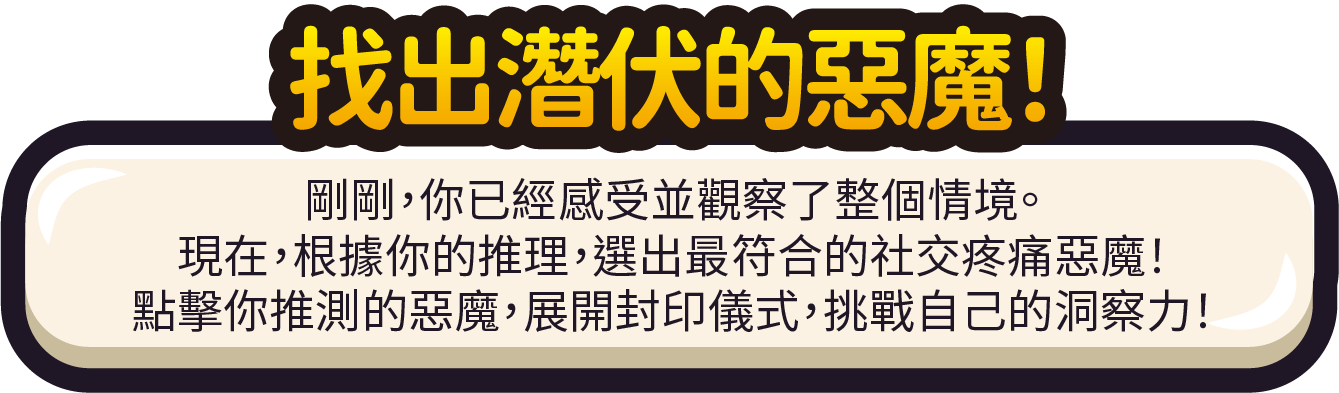 找出潛伏的惡魔！
剛剛，你已經感受並觀察了整個情境。
現在，根據你的推理，選出最符合的社交疼痛惡魔！
點擊你推測的惡魔，展開封印儀式，挑戰自己的洞察力！